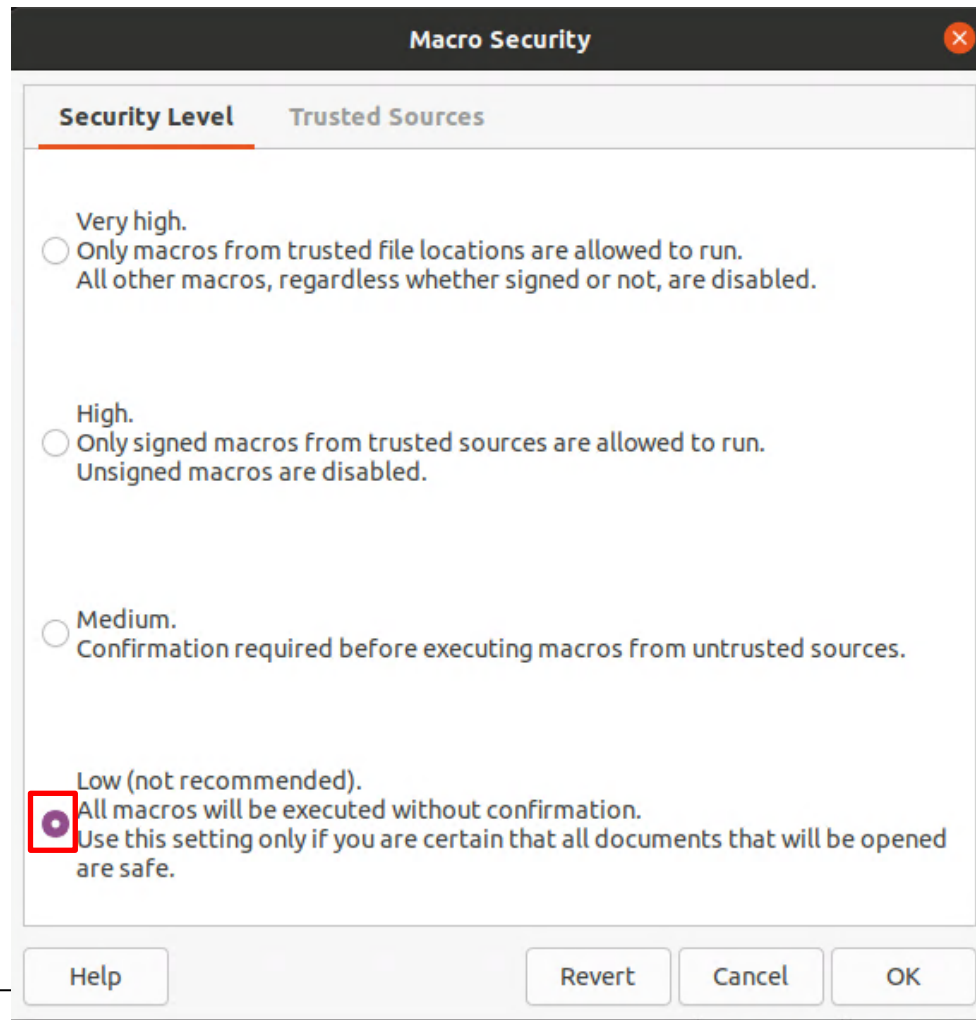 Macro Security
Security Level Trusted Sources
Very high.
Only macros from trusted file locations are allowed to run.
All other macros, regardless whether signed or not, are disabled.
High.
Only signed macros from trusted sources are allowed to run.
Unsigned macros are disabled.
Medium.
Confirmation required before executing macros from untrusted sources.
Low (not recommended).
All macros will be executed without confirmation.
Use this setting only if you are certain that all documents that will be opened
are safe.
Help Revert Cancel OK